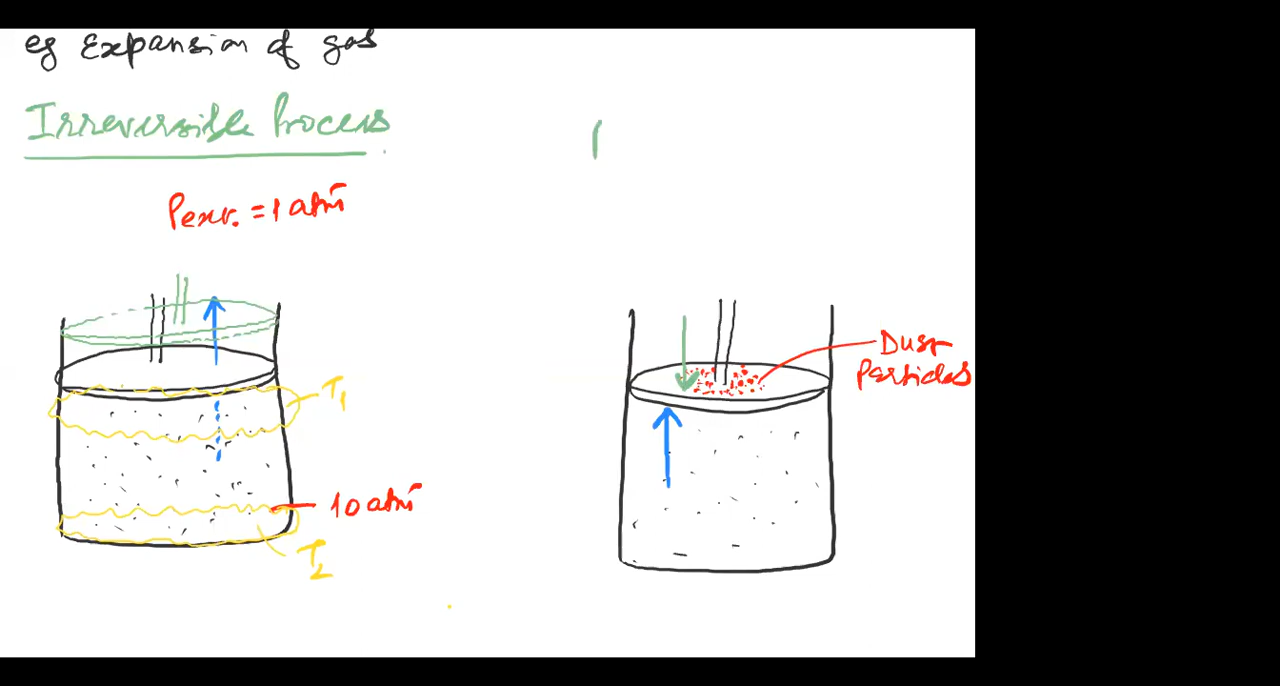 eg Expansion of gas
Irreversible Process
Pext. = 1 atm
T1
10 atm
T2
Dust
Particles